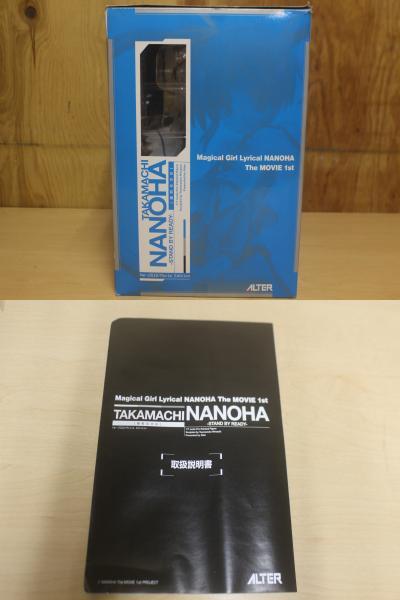 TAKAMACHI
NANOHA
-STAND BY READY-
Magical Girl Lyrical NANOHA
The MOVIE 1st
ALTER
Magical Girl Lyrical NANOHA The MOVIE 1st
TAKAMACHI NANOHA
-STAND BY READY-
取扱説明書
ALTER